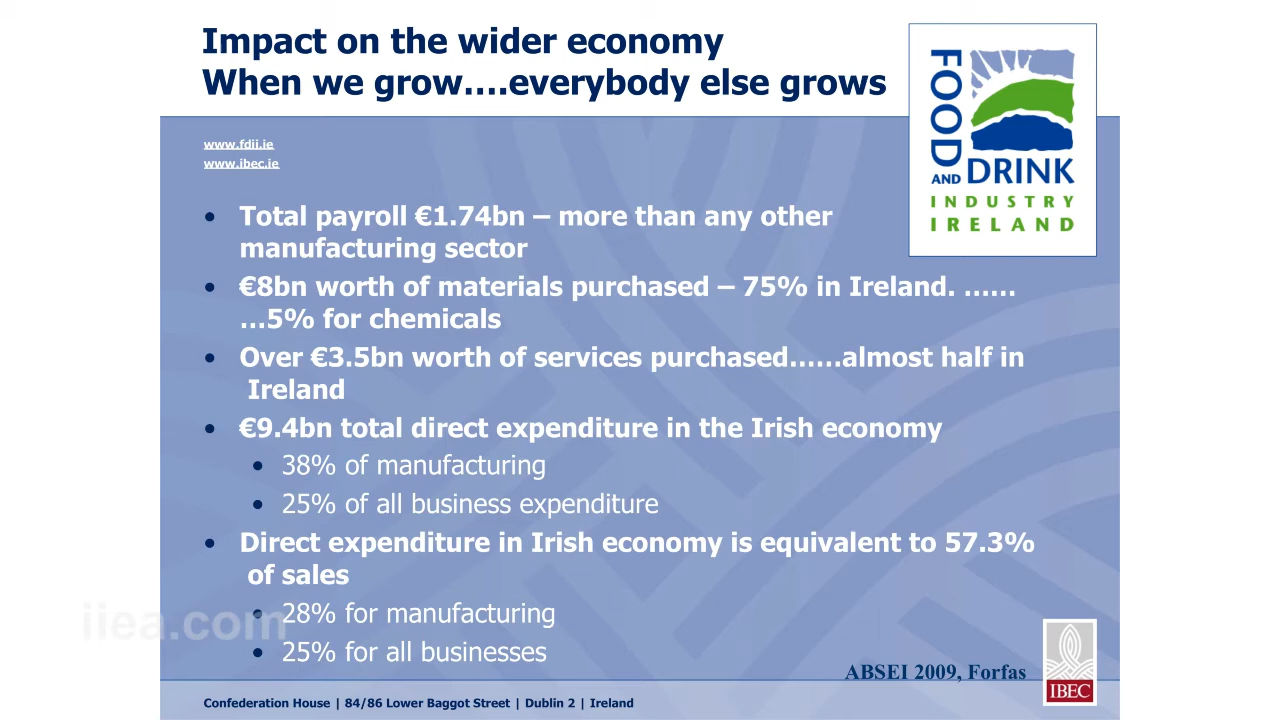 Impact on the wider economy
When we grow….everybody else grows
FOOD
AND DRINK
INDUSTRY
IRELAND
www.fdii.ie
www.ibec.ie
• Total payroll €1.74bn – more than any other
manufacturing sector
• €8bn worth of materials purchased – 75% in Ireland. ……
…5% for chemicals
• Over €3.5bn worth of services purchased……almost half in
Ireland
• €9.4bn total direct expenditure in the Irish economy
• 38% of manufacturing
• 25% of all business expenditure
• Direct expenditure in Irish economy is equivalent to 57.3%
of sales
• 28% for manufacturing
• 25% for all businesses
iiea.com
ABSEI 2009, Forfas
IBEC
Confederation House | 84/86 Lower Baggot Street | Dublin 2 | Ireland